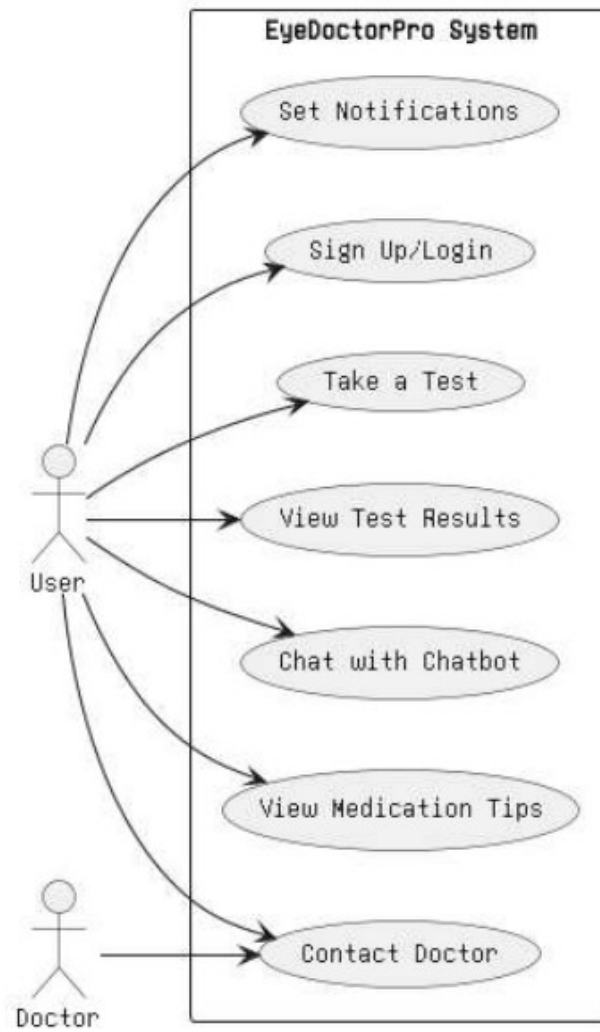 EyeDoctorPro System
Set Notifications
Sign Up/Login
Take a Test
View Test Results
User
Chat with Chatbot
View Medication Tips
Contact Doctor
Doctor